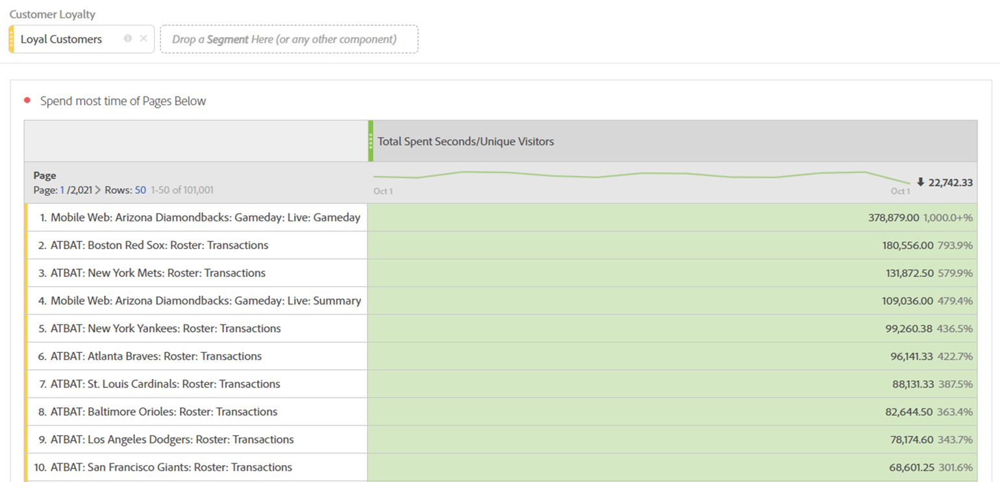 Customer Loyalty
Loyal Customers
Drop a Segment Here (or any other component)
Spend most time of Pages Below
Total Spent Seconds/Unique Visitors
Page
Page: 1 /2,021 > Rows: 50 1-50 of 101,001
Oct 1
Oct 1
22,742.33
1. Mobile Web: Arizona Diamondbacks: Gameday: Live: Gameday 378,879.00 1,000.0+%
2. ATBAT: Boston Red Sox: Roster: Transactions 180,556.00 793.9%
3. ATBAT: New York Mets: Roster: Transactions 131,872.50 579.9%
4. Mobile Web: Arizona Diamondbacks: Gameday: Live: Summary 109,036.00 479.4%
5. ATBAT: New York Yankees: Roster: Transactions 99,260.38 436.5%
6. ATBAT: Atlanta Braves: Roster: Transactions 96,141.33 422.7%
7. ATBAT: St. Louis Cardinals: Roster: Transactions 88,131.33 387.5%
8. ATBAT: Baltimore Orioles: Roster: Transactions 82,644.50 363.4%
9. ATBAT: Los Angeles Dodgers: Roster: Transactions 78,174.60 343.7%
10. ATBAT: San Francisco Giants: Roster: Transactions 68,601.25 301.6%